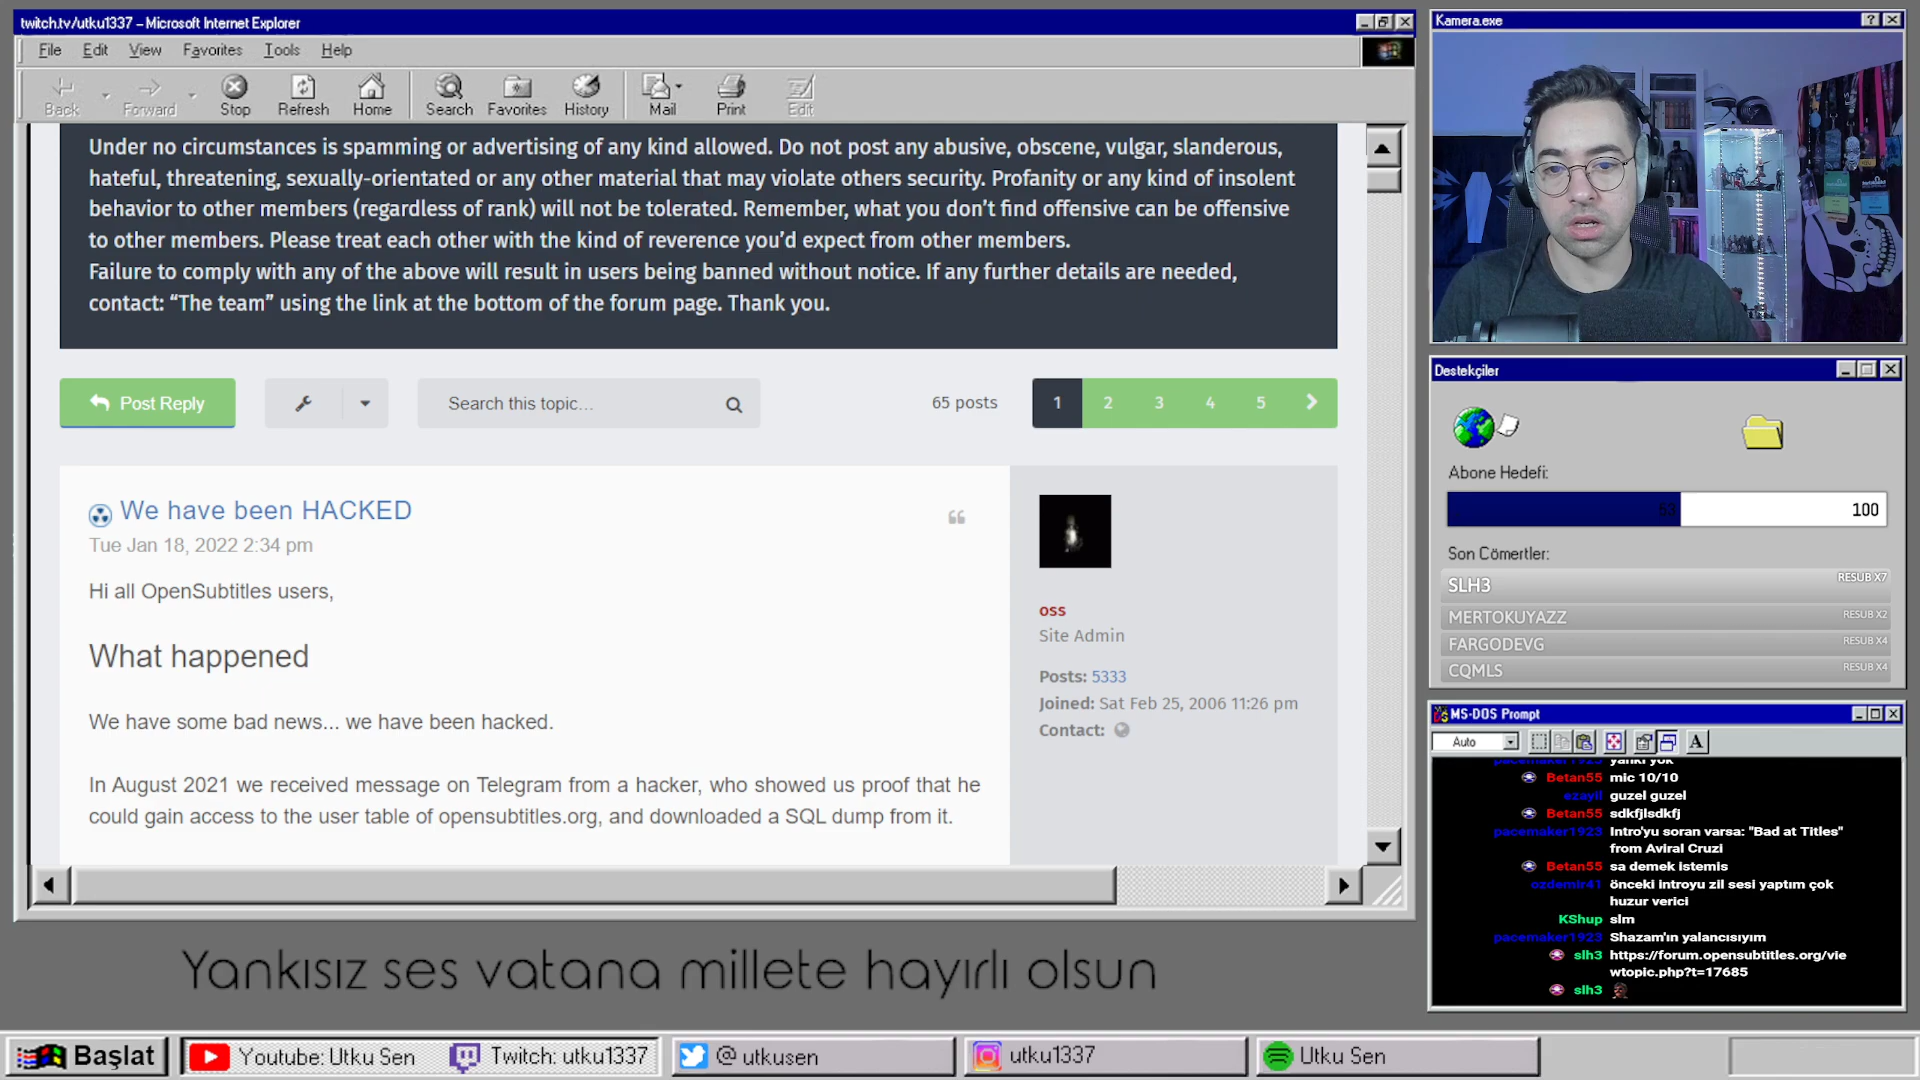 twitch.tv/utku1337 – Microsoft Internet Explorer
File Edit View Favorites Tools Help
Back Forward Stop Refresh Home Search Favorites History Mail Print Edit
Under no circumstances is spamming or advertising of any kind allowed. Do not post any abusive, obscene, vulgar, slanderous,
hateful, threatening, sexually-orientated or any other material that may violate others security. Profanity or any kind of insolent
behavior to other members (regardless of rank) will not be tolerated. Remember, what you don’t find offensive can be offensive
to other members. Please treat each other with the kind of reverence you’d expect from other members.
Failure to comply with any of the above will result in users being banned without notice. If any further details are needed,
contact: “The team” using the link at the bottom of the forum page. Thank you.
Post Reply Search this topic… 65 posts 1 2 3 4 5
We have been HACKED
Tue Jan 18, 2022 2:34 pm
Hi all OpenSubtitles users,
What happened
We have some bad news... we have been hacked.
In August 2021 we received message on Telegram from a hacker, who showed us proof that he
could gain access to the user table of opensubtitles.org, and downloaded a SQL dump from it.
oss
Site Admin
Posts: 5333
Joined: Sat Feb 25, 2006 11:26 pm
Contact:
Yankısız ses vatana millete hayırlı olsun
Kamera.exe
Destekçiler
Abone Hedefi:
53 100
Son Cömertler:
SLH3 RESUB X7
MERTOKUYAZZ RESUB X2
FARGODEVG RESUB X4
CQMLS RESUB X4
MS-DOS Prompt
Auto
pacemaker1923 yankı yok
Betan55 mic 10/10
ezayil guzel guzel
Betan55 sdkfjlsdkfj
pacemaker1923 Intro'yu soran varsa: "Bad at Titles"
from Aviral Cruzi
Betan55 sa demek istemis
ozdemir41 önceki introyu zil sesi yaptım çok
huzur verici
KShup slm
pacemaker1923 Shazam'ın yalancısıyım
slh3 https://forum.opensubtitles.org/vie
wtopic.php?t=17685
slh3
Başlat Youtube: Utku Sen Twitch: utku1337 @utkusen utku1337 Utku Sen